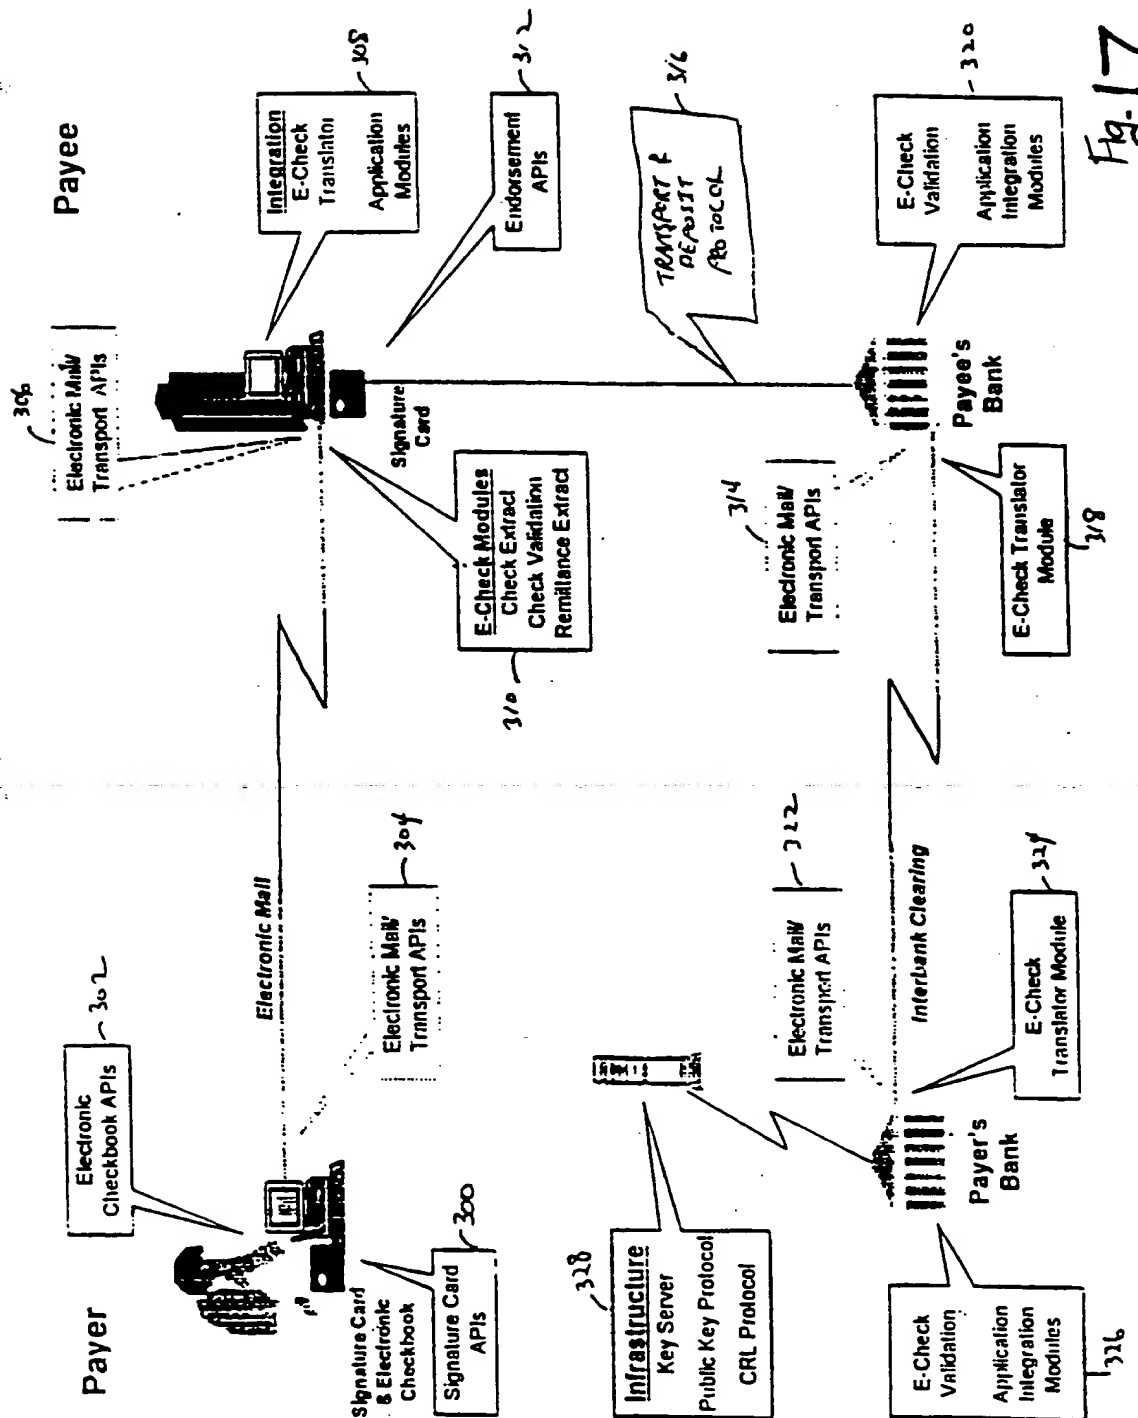 Payer
302
Electronic
Checkbook APIs
Signature Card
& Electronic
Checkbook
Signature Card
APIs
300
Electronic Mail
304
Electronic Mail/
Transport APIs
Payee
306
Electronic Mail/
Transport APIs
Integration
E-Check
Translator
Application
Modules
308
Signature
Card
Endorsement
APIs
312
E-Check Modules
Check Extract
Check Validation
Remittance Extract
310
TRANSPORT &
DEPOSIT
PROTOCOL
316
328
Infrastructure
Key Server
Public Key Protocol
CRL Protocol
322
Electronic Mail/
Transport APIs
Interbank Clearing
Payer's
Bank
E-Check
Translator Module
324
E-Check
Validation
Application
Integration
Modules
326
314
Electronic Mail/
Transport APIs
Payee's
Bank
E-Check Translator
Module
318
E-Check
Validation
Application
Integration
Modules
320
Fig. 17